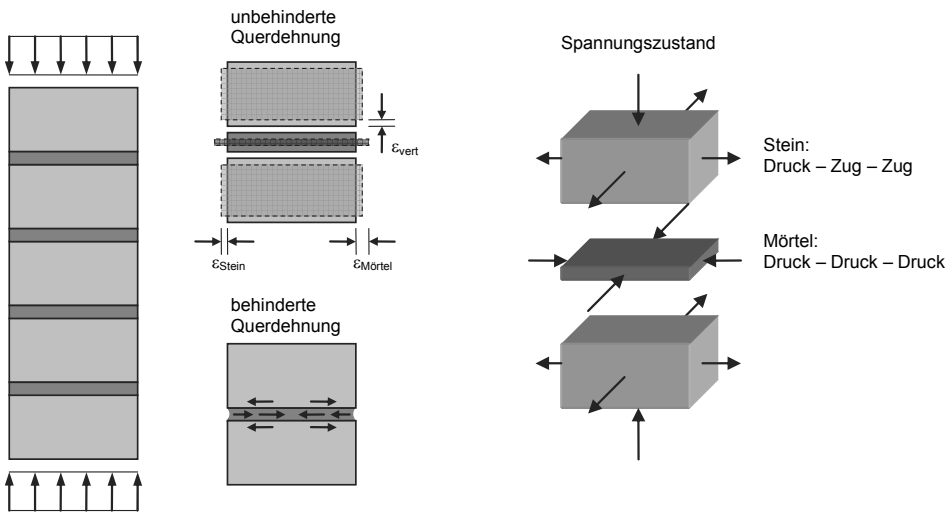 unbehinderte
Querdehnung
εvert
εStein
εMörtel
behinderte
Querdehnung
Spannungszustand
Stein:
Druck – Zug – Zug
Mörtel:
Druck – Druck – Druck